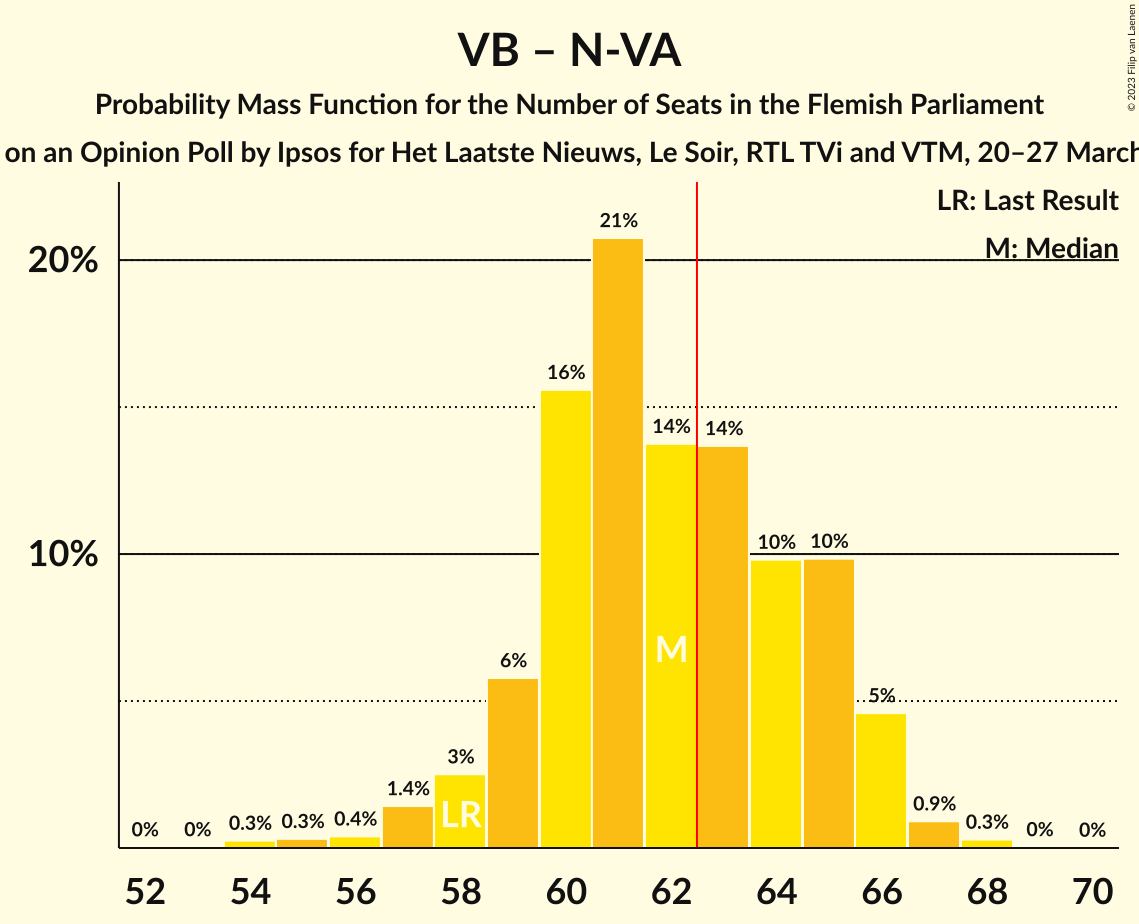 VB – N-VA
Probability Mass Function for the Number of Seats in the Flemish Parliament
on an Opinion Poll by Ipsos for Het Laatste Nieuws, Le Soir, RTL TVi and VTM, 20–27 March
© 2023 Filip van Laenen
LR: Last Result
M: Median
20%
10%
0%
0%
0.3%
0.3%
0.4%
1.4%
3%
6%
16%
21%
14%
14%
10%
10%
5%
0.9%
0.3%
0%
0%
LR
M
52 54 56 58 60 62 64 66 68 70